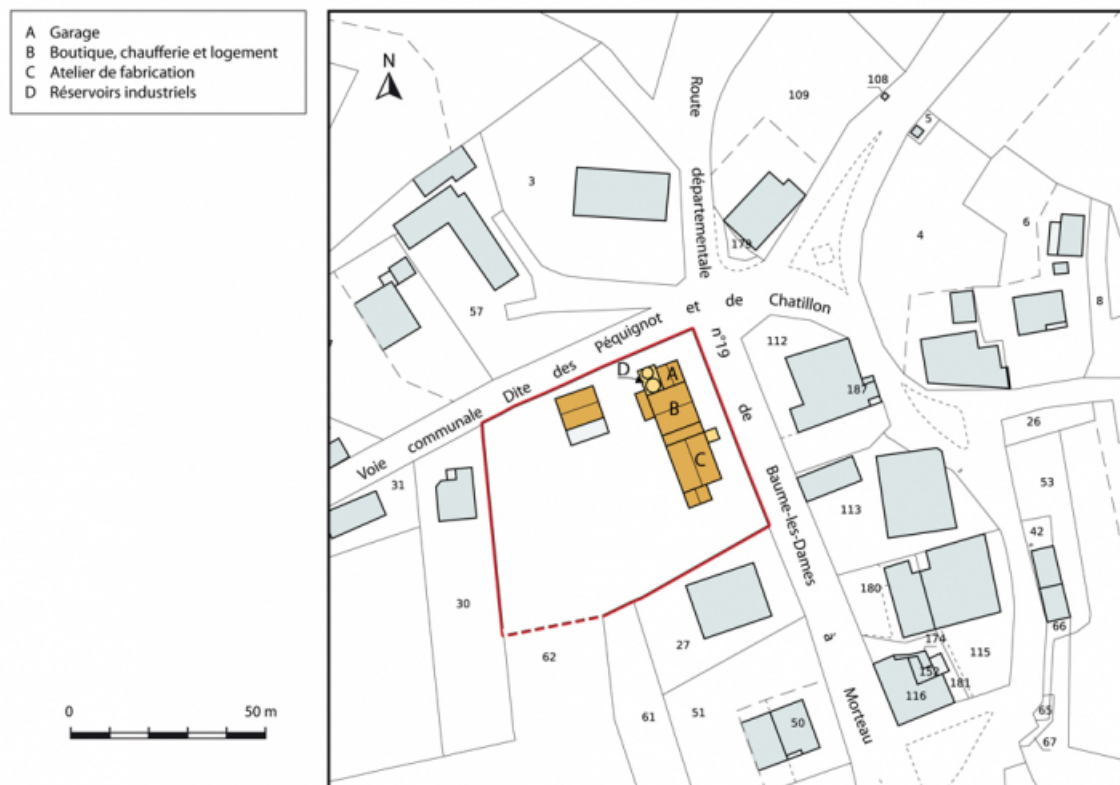 A Garage
B Boutique, chaufferie et logement
C Atelier de fabrication
D Réservoirs industriels
N
108
109
5
Route départementale n°19 de Baume-les-Dames à Morteau
3
6
4
179
57
8
Voie communale Dite des Péquignot et de Chatillon
112
D
A
187
B
26
C
31
53
113
42
30
180
66
174
62
27
115
152
181
116
61
51
50
65
67
0 50 m